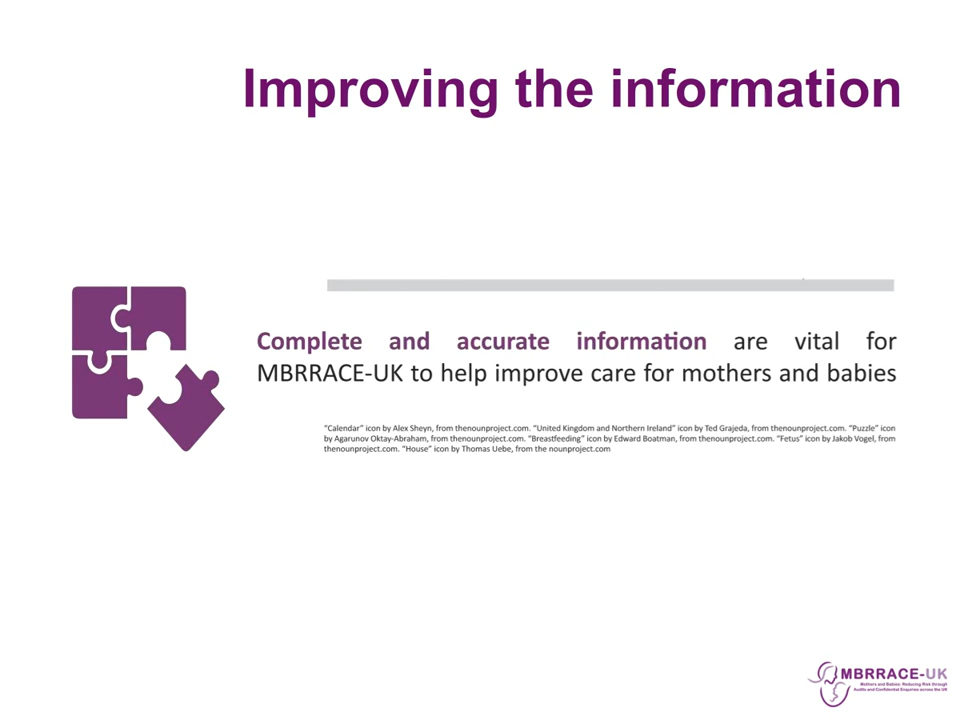 Improving the information
Complete and accurate information are vital for
MBRRACE-UK to help improve care for mothers and babies
“Calendar” icon by Alex Sheyn, from thenounproject.com. “United Kingdom and Northern Ireland” icon by Ted Grajeda, from thenounproject.com. “Puzzle” icon
by Agarunov Oktay-Abraham, from thenounproject.com. “Breastfeeding” icon by Edward Boatman, from thenounproject.com. “Fetus” icon by Jakob Vogel, from
thenounproject.com. “House” icon by Thomas Uebe, from the nounproject.com
MBRRACE-UK
Mothers and Babies: Reducing Risk through
Audits and Confidential Enquiries across the UK